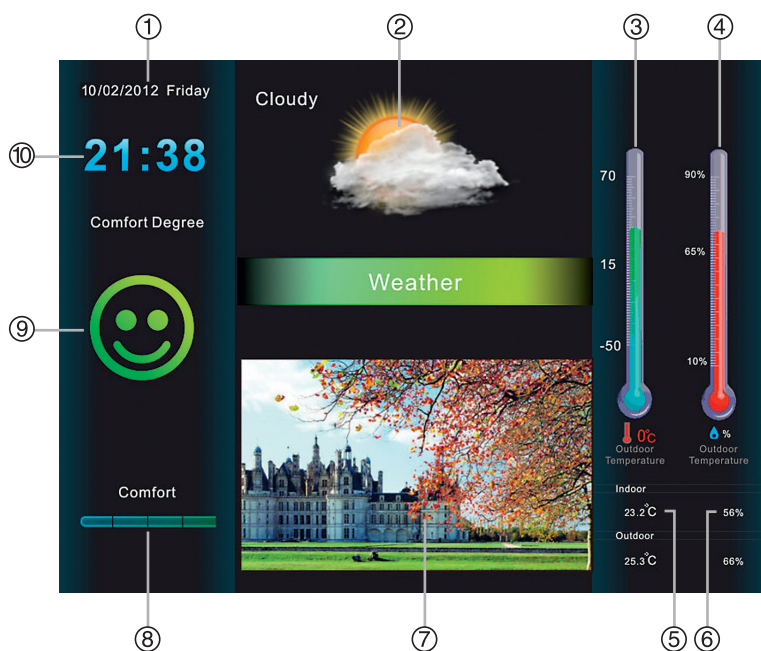 ① ② ③ ④
10/02/2012 Friday
Cloudy
⑩
21:38
Comfort Degree
⑨
Comfort
Weather
70
15
-50
90%
65%
10%
0°C
Outdoor
Temperature
%
Outdoor
Temperature
Indoor
23.2°C 56%
Outdoor
25.3°C 66%
⑧ ⑦ ⑤ ⑥